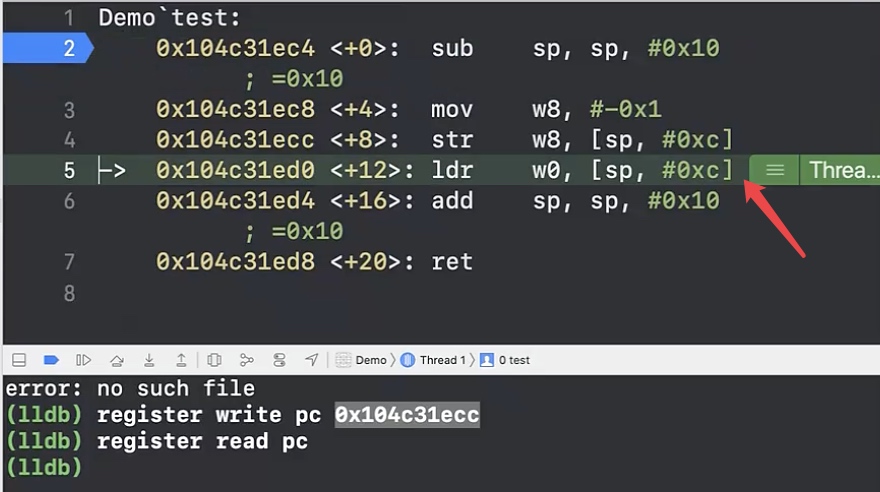 1 Demo`test:
2 0x104c31ec4 <+0>: sub sp, sp, #0x10
; =0x10
3 0x104c31ec8 <+4>: mov w8, #-0x1
4 0x104c31ecc <+8>: str w8, [sp, #0xc]
5 -> 0x104c31ed0 <+12>: ldr w0, [sp, #0xc] Threa...
6 0x104c31ed4 <+16>: add sp, sp, #0x10
; =0x10
7 0x104c31ed8 <+20>: ret
8
Demo Thread 1 0 test
error: no such file
(lldb) register write pc 0x104c31ecc
(lldb) register read pc
(lldb)